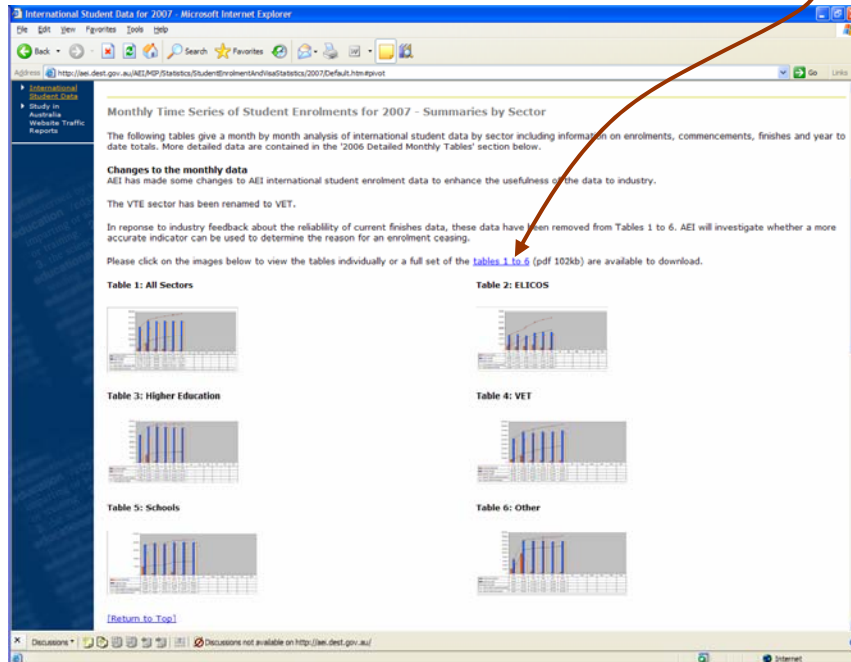 International Student Data for 2007 - Microsoft Internet Explorer
File Edit View Favorites Tools Help
Back Search Favorites
Address http://aei.dest.gov.au/AEI/MIP/Statistics/StudentEnrolmentAndVisaStatistics/2007/Default.htm#pivot Go Links
International
Student Data
Study in
Australia
Website Traffic
Reports
Monthly Time Series of Student Enrolments for 2007 - Summaries by Sector
The following tables give a month by month analysis of international student data by sector including information on enrolments, commencements, finishes and year to
date totals. More detailed data are contained in the '2006 Detailed Monthly Tables' section below.
Changes to the monthly data
AEI has made some changes to AEI international student enrolment data to enhance the usefulness of the data to industry.
The VTE sector has been renamed to VET.
In reponse to industry feedback about the reliablility of current finishes data, these data have been removed from Tables 1 to 6. AEI will investigate whether a more
accurate indicator can be used to determine the reason for an enrolment ceasing.
Please click on the images below to view the tables individually or a full set of the tables 1 to 6 (pdf 102kb) are available to download.
Table 1: All Sectors Table 2: ELICOS
Table 3: Higher Education Table 4: VET
Table 5: Schools Table 6: Other
[Return to Top]
Discussions Discussions not available on http://aei.dest.gov.au/
Internet